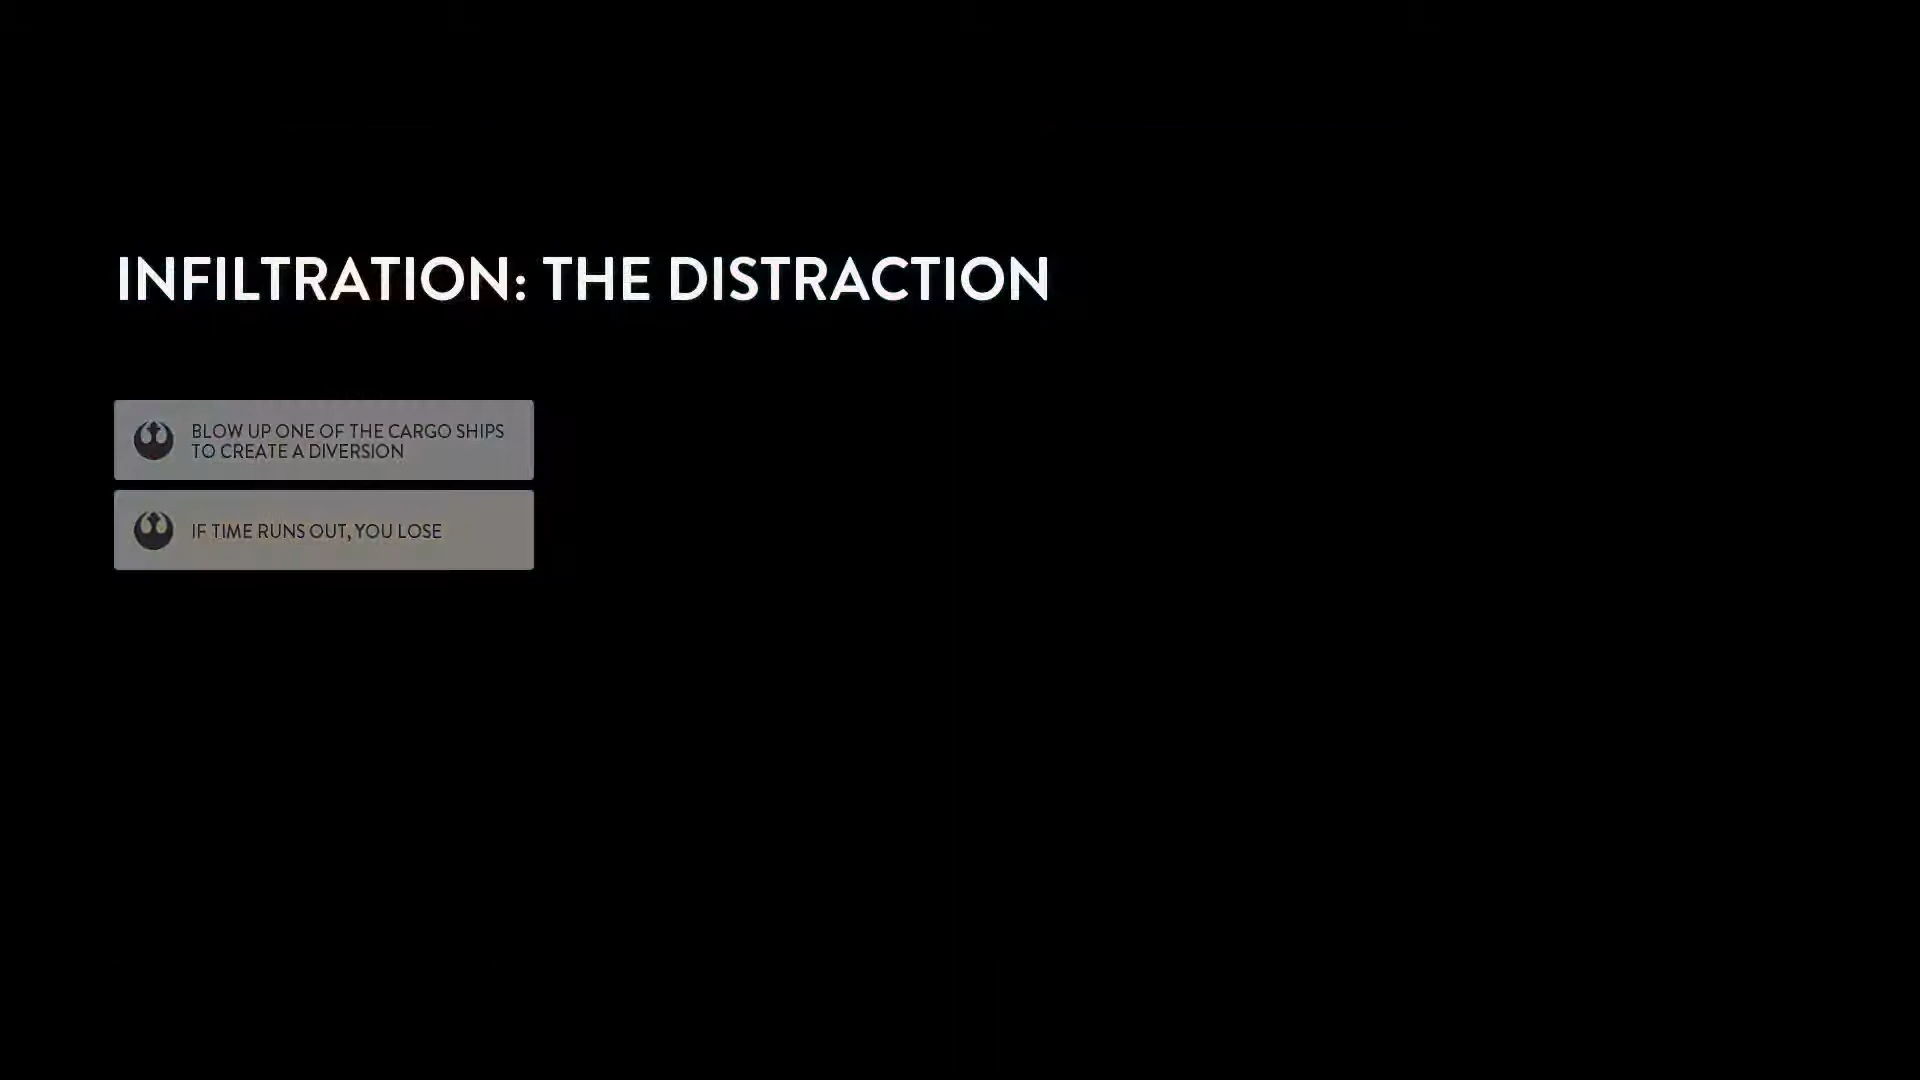 INFILTRATION: THE DISTRACTION
BLOW UP ONE OF THE CARGO SHIPS
TO CREATE A DIVERSION
IF TIME RUNS OUT, YOU LOSE